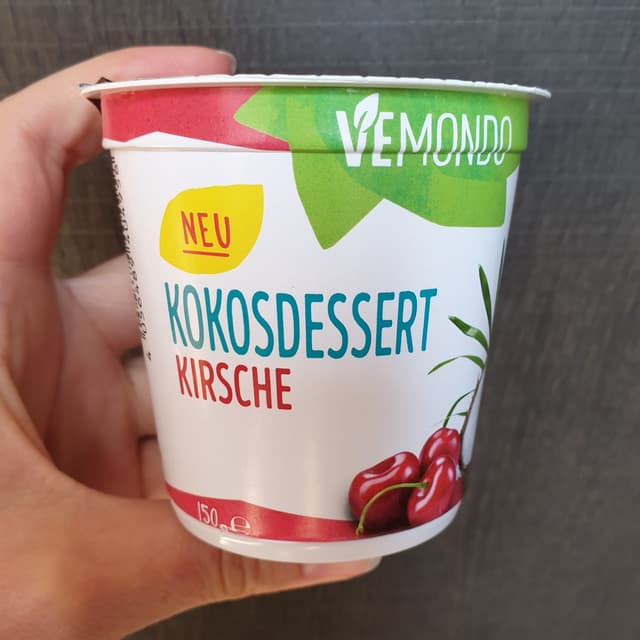 VEMONDO
NEU
KOKOSDESSERT
KIRSCHE
150 g e